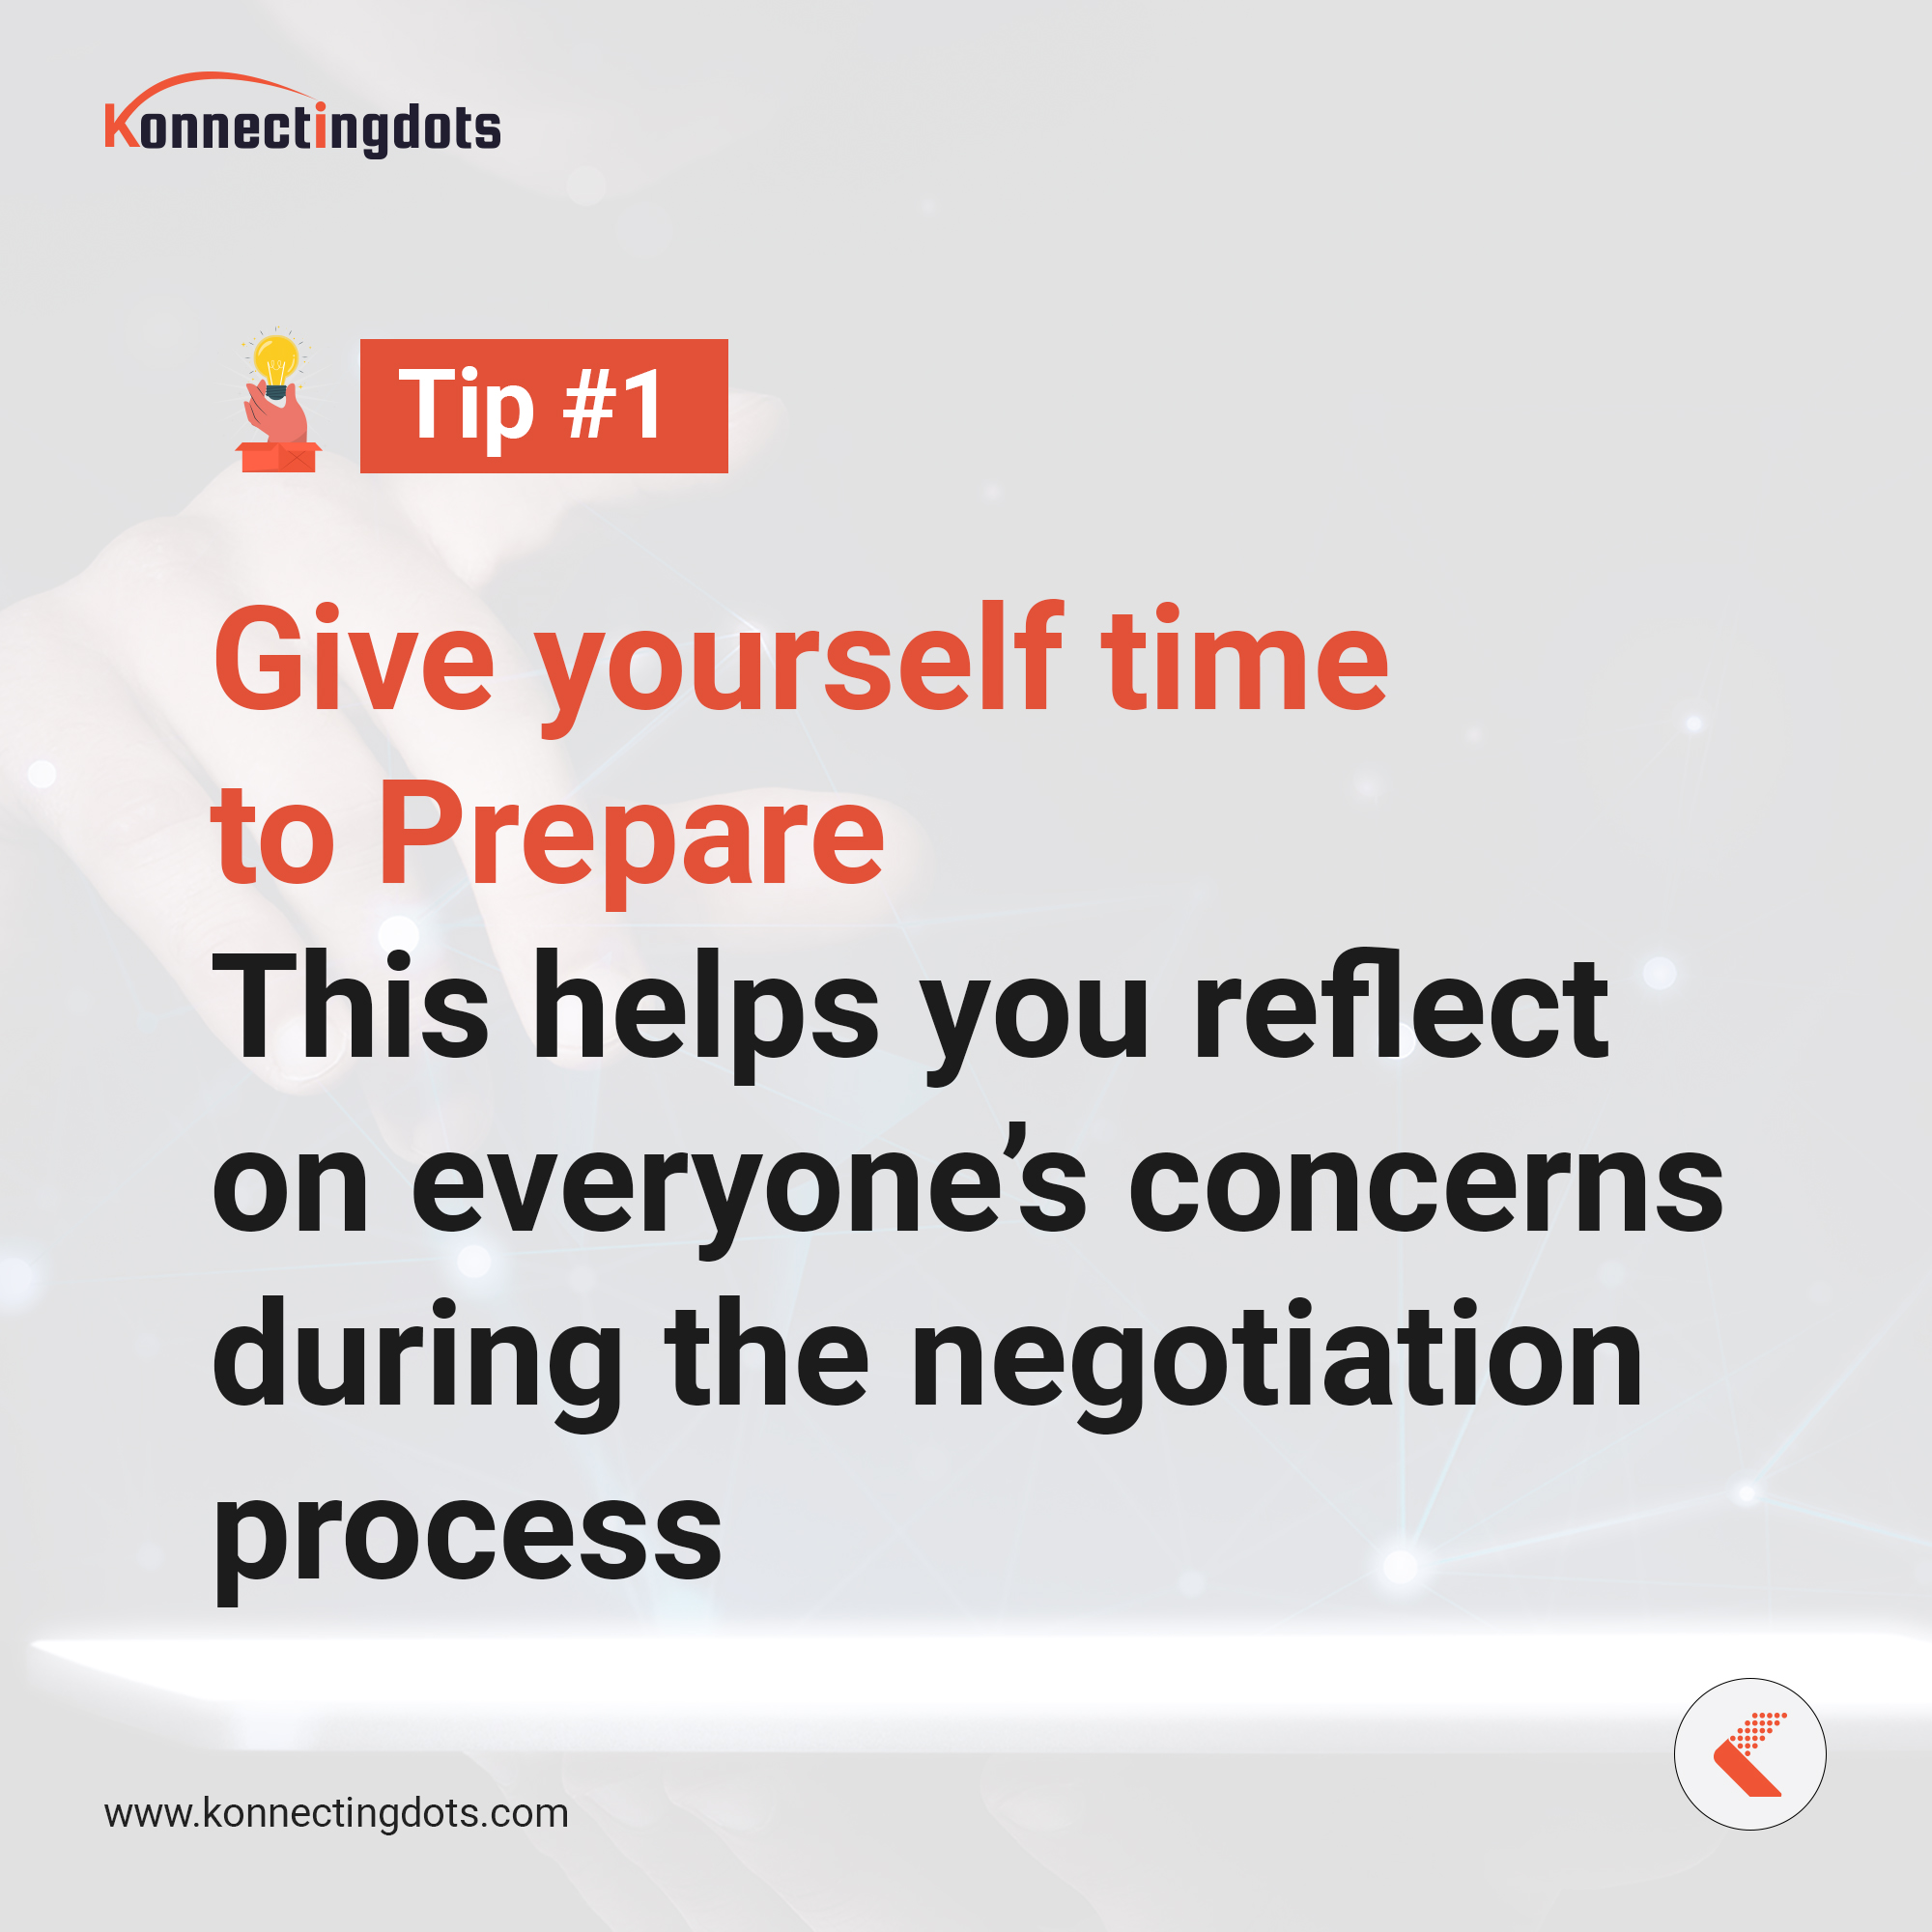 Konnectingdots
Tip #1
Give yourself time
to Prepare
This helps you reflect
on everyone’s concerns
during the negotiation
process
www.konnectingdots.com